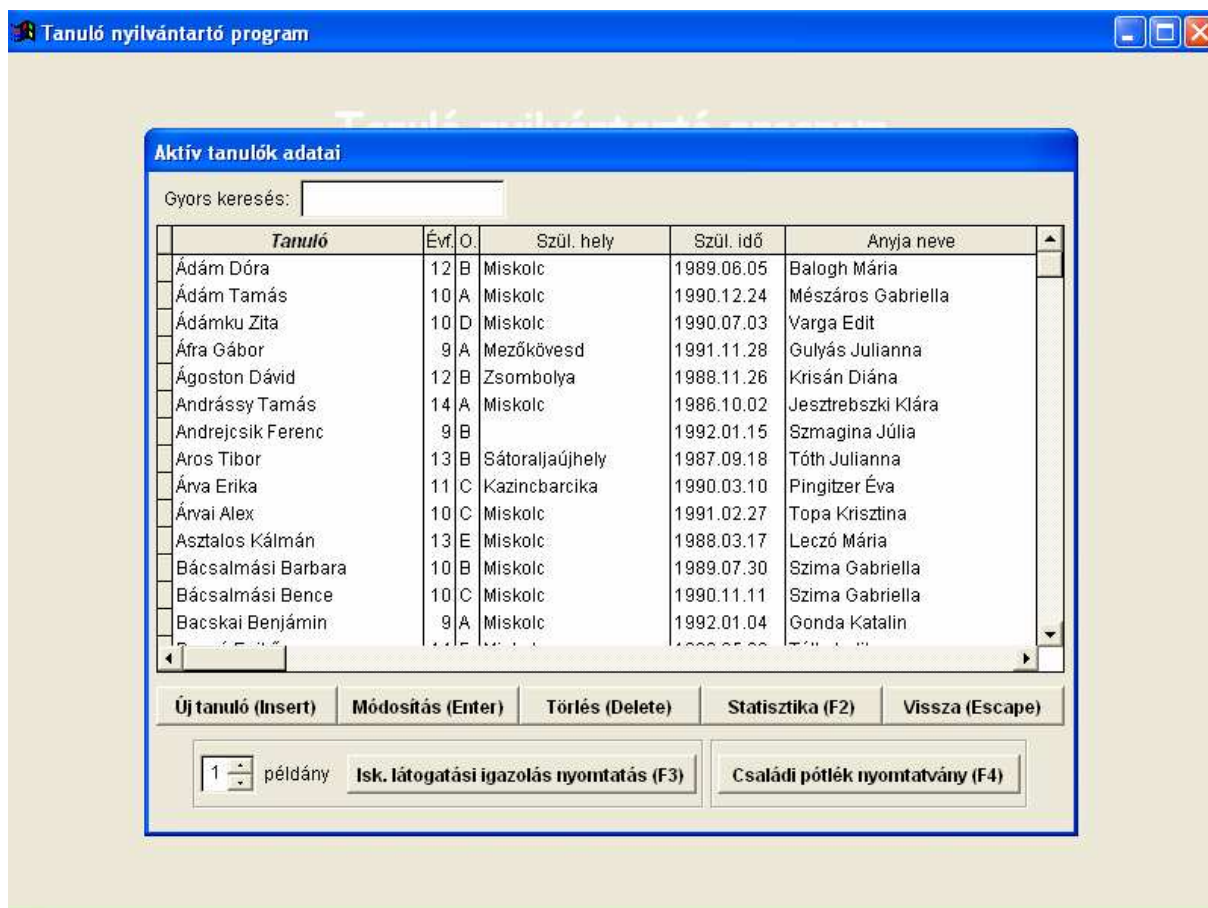 Tanuló nyilvántartó program
Tanuló nyilvántartó program
Aktív tanulók adatai
Gyors keresés:
Tanuló Évf. O. Szül. hely Szül. idő Anyja neve
Ádám Dóra 12 B Miskolc 1989.06.05 Balogh Mária
Ádám Tamás 10 A Miskolc 1990.12.24 Mészáros Gabriella
Ádámku Zita 10 D Miskolc 1990.07.03 Varga Edit
Áfra Gábor 9 A Mezőkövesd 1991.11.28 Gulyás Julianna
Ágoston Dávid 12 B Zsombolya 1988.11.26 Krisán Diána
Andrássy Tamás 14 A Miskolc 1986.10.02 Jesztrebszki Klára
Andrejcsik Ferenc 9 B 1992.01.15 Szmagina Júlia
Aros Tibor 13 B Sátoraljaújhely 1987.09.18 Tóth Julianna
Árva Erika 11 C Kazincbarcika 1990.03.10 Pingitzer Éva
Árvai Alex 10 C Miskolc 1991.02.27 Topa Krisztina
Asztalos Kálmán 13 E Miskolc 1988.03.17 Leczó Mária
Bácsalmási Barbara 10 B Miskolc 1989.07.30 Szima Gabriella
Bácsalmási Bence 10 C Miskolc 1990.11.11 Szima Gabriella
Bacskai Benjámin 9 A Miskolc 1992.01.04 Gonda Katalin
Új tanuló (Insert) Módosítás (Enter) Törlés (Delete) Statisztika (F2) Vissza (Escape)
1 példány Isk. látogatási igazolás nyomtatás (F3) Családi pótlék nyomtatvány (F4)